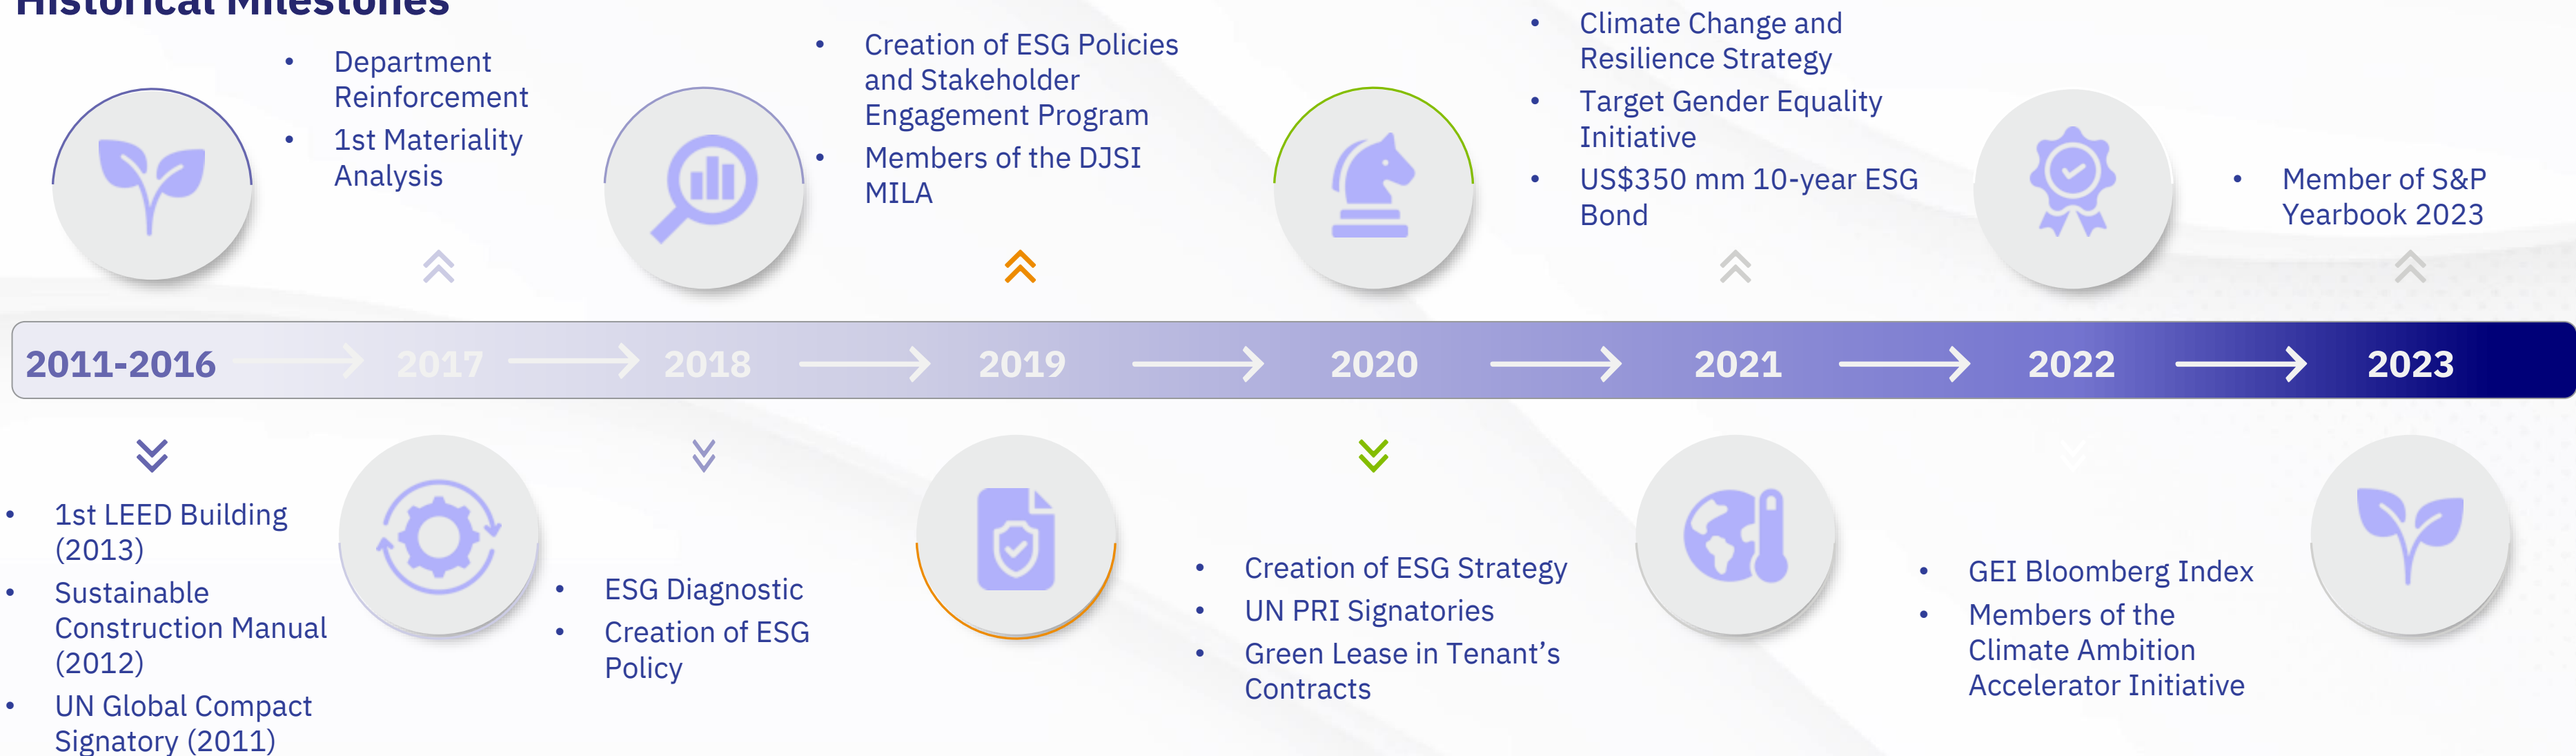 Historical Milestones
• Department
Reinforcement
• 1st Materiality
Analysis
• Creation of ESG Policies
and Stakeholder
Engagement Program
• Members of the DJSI
MILA
• Climate Change and
Resilience Strategy
• Target Gender Equality
Initiative
• US$350 mm 10-year ESG
Bond
• Member of S&P
Yearbook 2023
2011-2016 2017 2018 2019 2020 2021 2022 2023
• 1st LEED Building
(2013)
• Sustainable
Construction Manual
(2012)
• UN Global Compact
Signatory (2011)
• ESG Diagnostic
• Creation of ESG
Policy
• Creation of ESG Strategy
• UN PRI Signatories
• Green Lease in Tenant’s
Contracts
• GEI Bloomberg Index
• Members of the
Climate Ambition
Accelerator Initiative